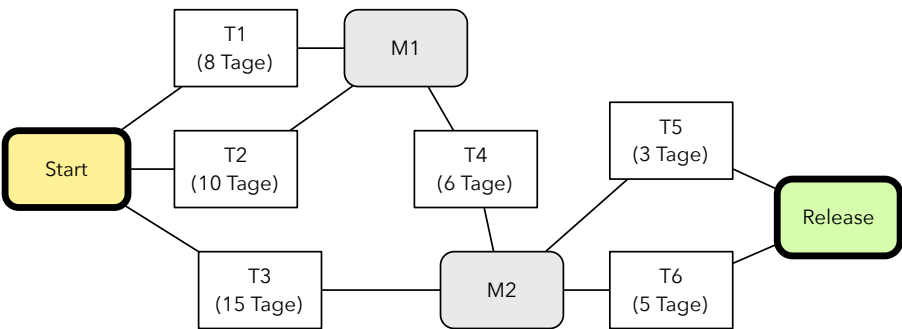 T1
(8 Tage)
M1
Start
T2
(10 Tage)
T4
(6 Tage)
T5
(3 Tage)
Release
T3
(15 Tage)
M2
T6
(5 Tage)